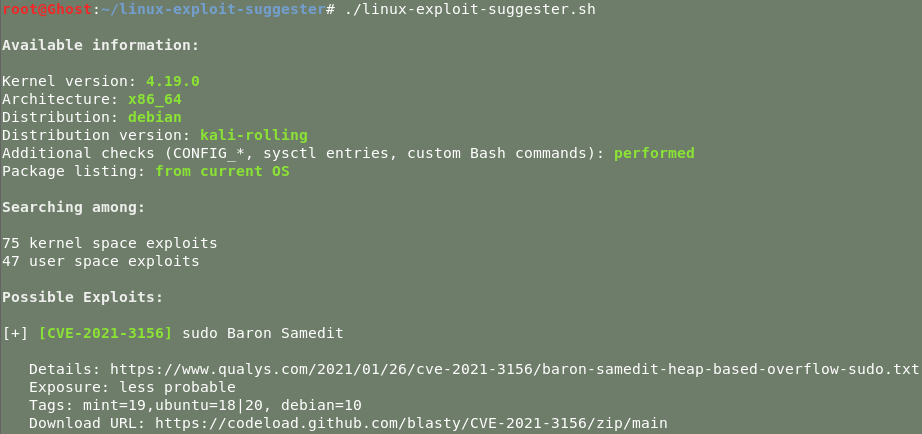 root@Ghost:~/linux-exploit-suggester# ./linux-exploit-suggester.sh
Available information:
Kernel version: 4.19.0
Architecture: x86_64
Distribution: debian
Distribution version: kali-rolling
Additional checks (CONFIG_*, sysctl entries, custom Bash commands): performed
Package listing: from current OS
Searching among:
75 kernel space exploits
47 user space exploits
Possible Exploits:
[+] [CVE-2021-3156] sudo Baron Samedit
Details: https://www.qualys.com/2021/01/26/cve-2021-3156/baron-samedit-heap-based-overflow-sudo.txt
Exposure: less probable
Tags: mint=19,ubuntu=18|20, debian=10
Download URL: https://codeload.github.com/blasty/CVE-2021-3156/zip/main